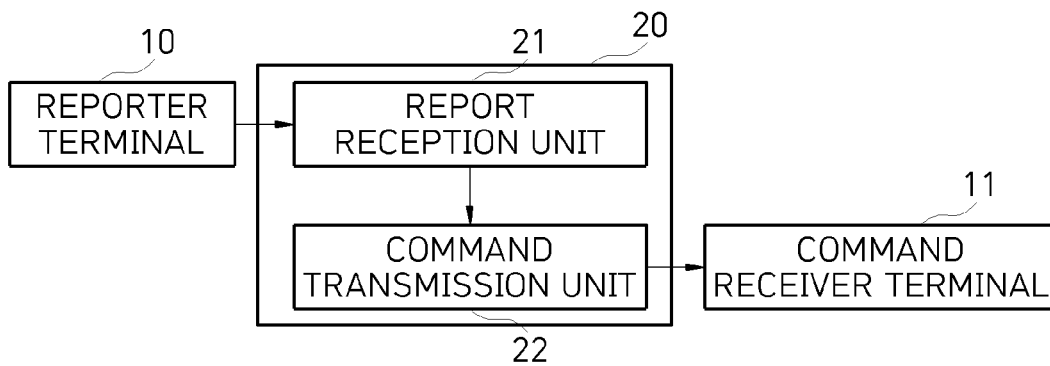 10
21
20
REPORTER
TERMINAL
REPORT
RECEPTION UNIT
11
COMMAND
TRANSMISSION UNIT
COMMAND
RECEIVER TERMINAL
22